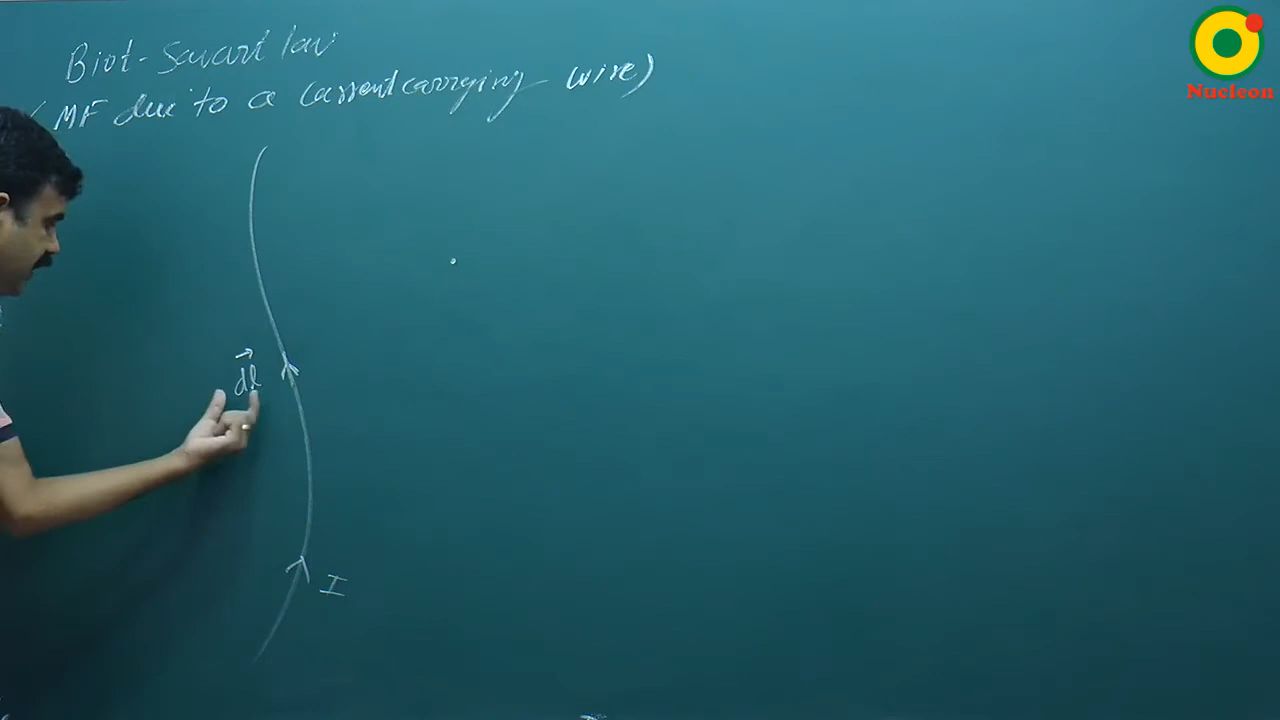 Biot-Savart law
(MF due to a current carrying wire)
Nucleon
dl
I